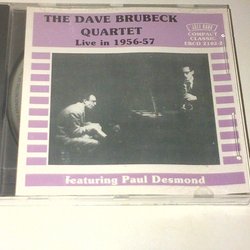 THE DAVE BRUBECK
QUARTET
Live in 1956-57
JAZZ BAND
COMPACT
CLASSIC
EBCD 2102-2
Featuring Paul Desmond